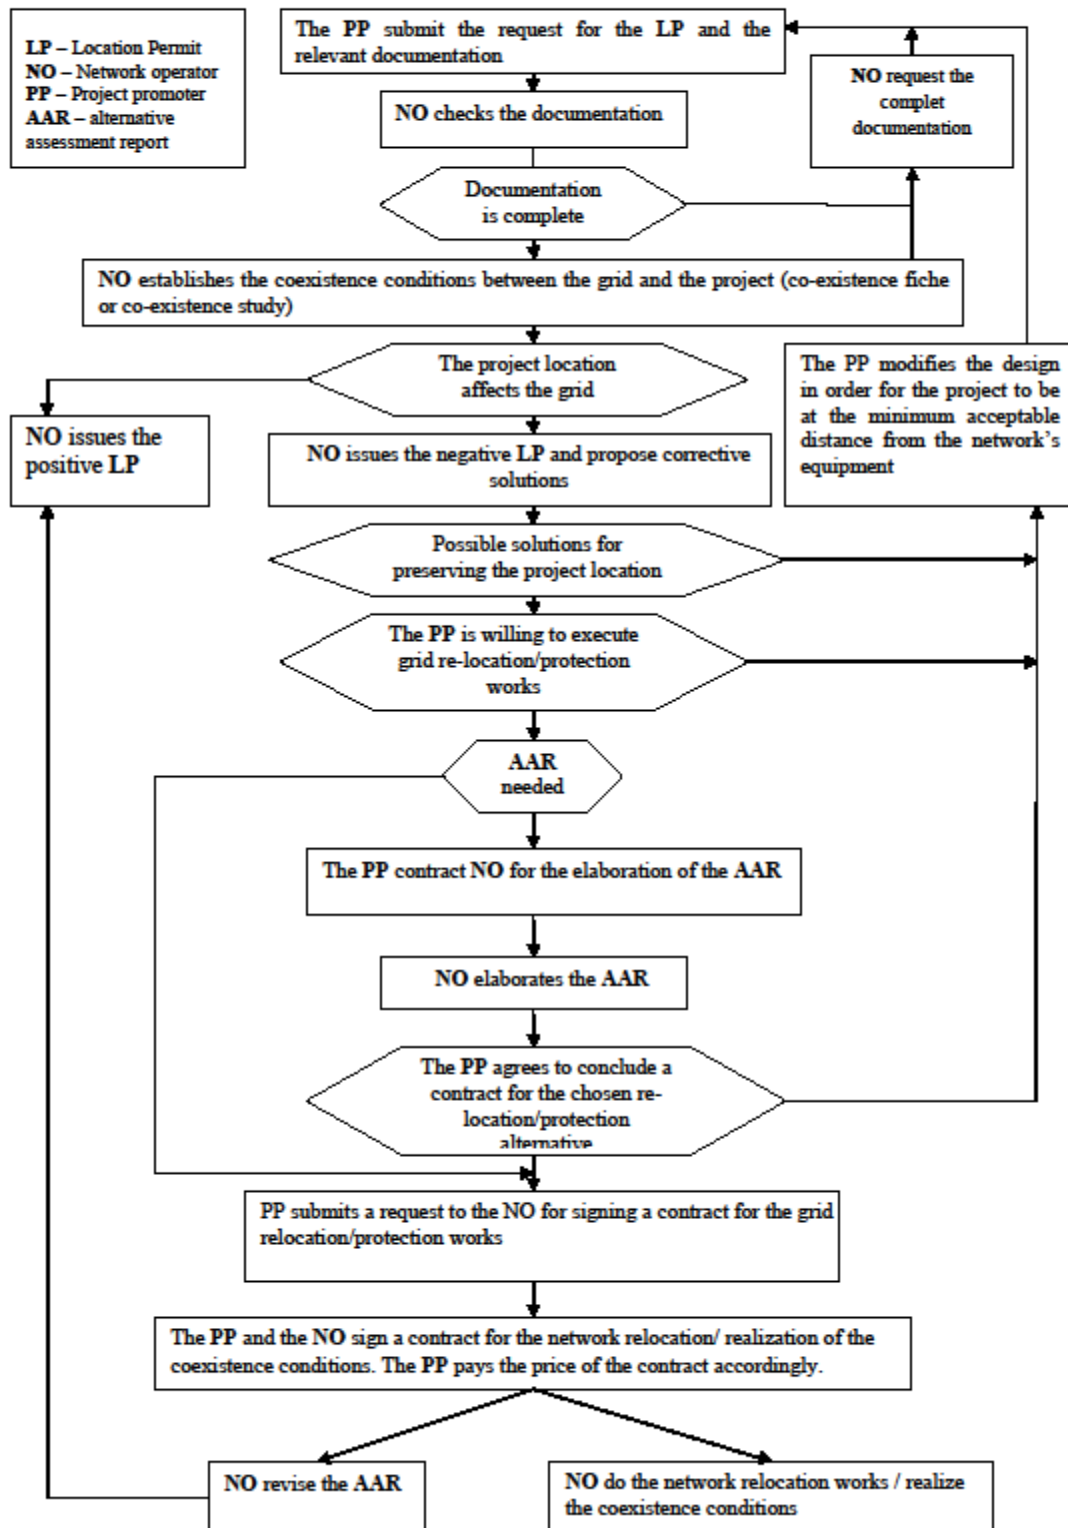 LP – Location Permit
NO – Network operator
PP – Project promoter
AAR – alternative
assessment report
The PP submit the request for the LP and the
relevant documentation
NO request the
complet
documentation
NO checks the documentation
Documentation
is complete
NO establishes the coexistence conditions between the grid and the project (co-existence fiche
or co-existence study)
The project location
affects the grid
The PP modifies the design
in order for the project to be
at the minimum acceptable
distance from the network's
equipment
NO issues the
positive LP
NO issues the negative LP and propose corrective
solutions
Possible solutions for
preserving the project location
The PP is willing to execute
grid re-location/protection
works
AAR
needed
The PP contract NO for the elaboration of the AAR
NO elaborates the AAR
The PP agrees to conclude a
contract for the chosen re-
location/protection
alternative
PP submits a request to the NO for signing a contract for the grid
relocation/protection works
The PP and the NO sign a contract for the network relocation/ realization of the
coexistence conditions. The PP pays the price of the contract accordingly.
NO revise the AAR
NO do the network relocation works / realize
the coexistence conditions